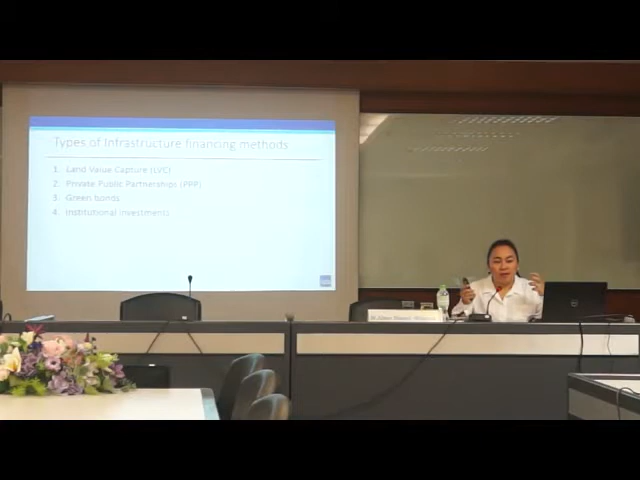 Types of Infrastructure financing methods
1. Land Value Capture (LVC)
2. Private Public Partnerships (PPP)
3. Green bonds
4. Institutional investments
DELL